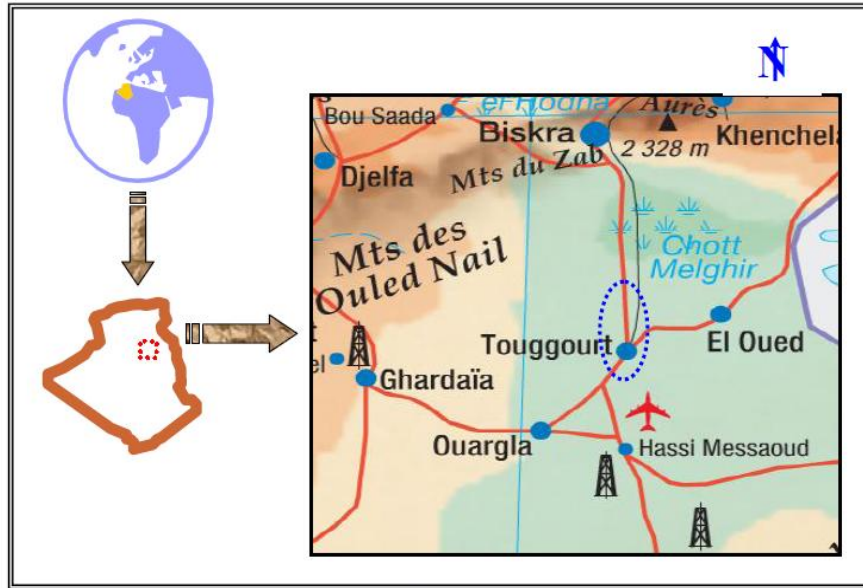 N
el Hodna
Aurès
Bou Saada
Biskra
Khenchela
2 328 m
Mts du Zab
Djelfa
Mts des
Ouled Nail
Chott
Melghir
Touggourt
El Oued
Ghardaïa
Ouargla
Hassi Messaoud